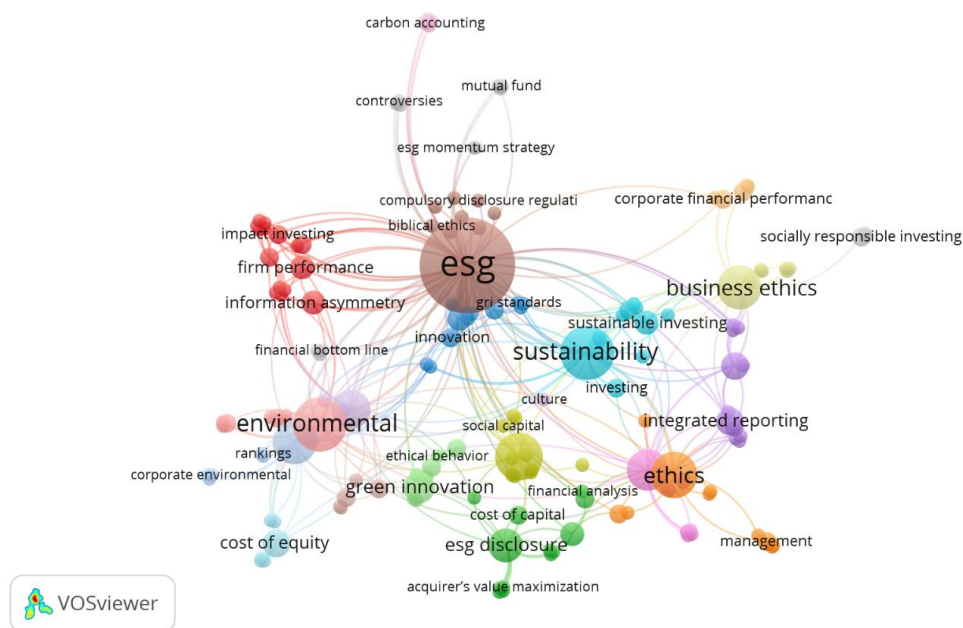 carbon accounting
mutual fund
controversies
esg momentum strategy
compulsory disclosure regulati
corporate financial performanc
biblical ethics
impact investing
socially responsible investing
esg
firm performance
business ethics
information asymmetry
gri standards
sustainable investing
innovation
financial bottom line
sustainability
investing
culture
environmental
social capital
integrated reporting
rankings
ethical behavior
corporate environmental
ethics
green innovation
financial analysis
cost of capital
cost of equity
esg disclosure
management
acquirer's value maximization
VOSviewer